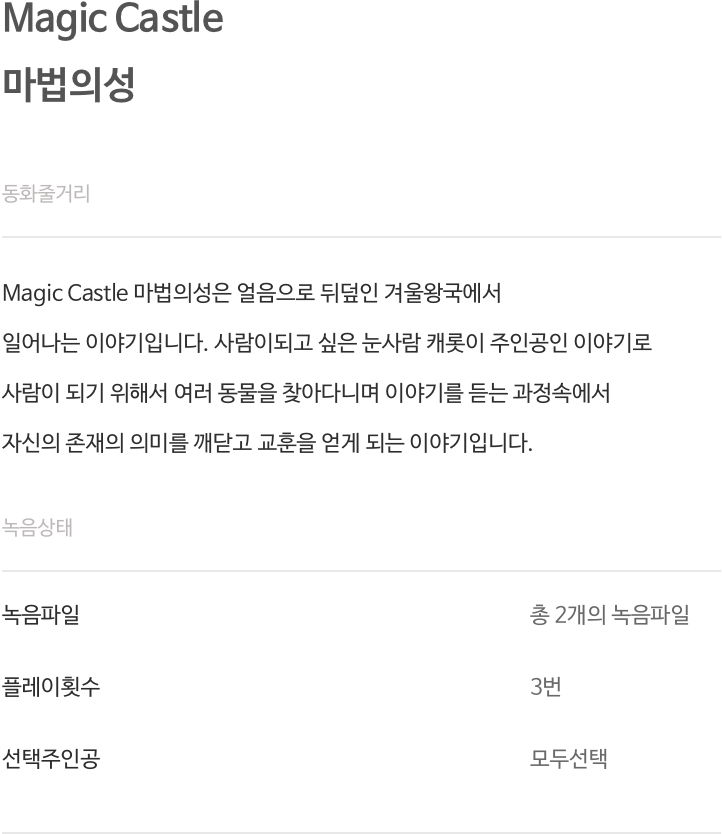 Magic Castle
마법의성
동화줄거리
Magic Castle 마법의성은 얼음으로 뒤덮인 겨울왕국에서
일어나는 이야기입니다. 사람이되고 싶은 눈사람 캐롯이 주인공인 이야기로
사람이 되기 위해서 여러 동물을 찾아다니며 이야기를 듣는 과정속에서
자신의 존재의 의미를 깨닫고 교훈을 얻게 되는 이야기입니다.
녹음상태
녹음파일 총 2개의 녹음파일
플레이횟수 3번
선택주인공 모두선택